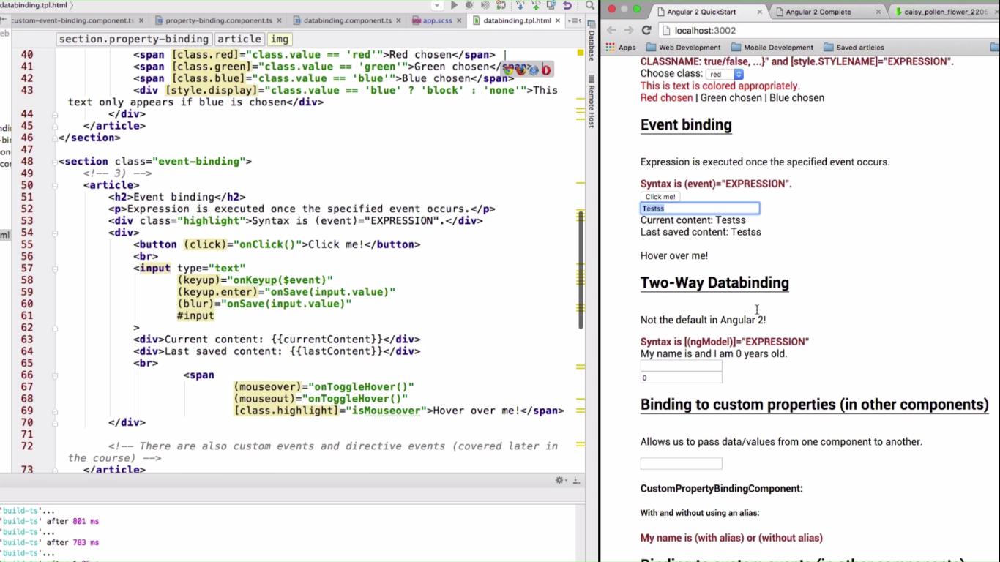 databinding.tpl.html
custom-event-binding.component.ts
property-binding.component.ts
databinding.component.ts
app.scss
databinding.tpl.html
section.property-binding
article
img
40 <span [class.red]="class.value == 'red'">Red chosen</span> |
41 <span [class.green]="class.value == 'green'">Green chosen</span>
42 <span [class.blue]="class.value == 'blue'">Blue chosen</span>
43 <div [style.display]="class.value == 'blue' ? 'block' : 'none'">This
text only appears if blue is chosen</div>
44 </div>
45 </article>
46 </section>
47
48 <section class="event-binding">
49 <!-- 3) -->
50 <article>
51 <h2>Event binding</h2>
52 <p>Expression is executed once the specified event occurs.</p>
53 <div class="highlight">Syntax is (event)="EXPRESSION".</div>
54 <div>
55 <button (click)="onClick()">Click me!</button>
56 <br>
57 <input type="text"
58 (keyup)="onKeyup($event)"
59 (keyup.enter)="onSave(input.value)"
60 (blur)="onSave(input.value)"
61 #input
62 >
63 <div>Current content: {{currentContent}}</div>
64 <div>Last saved content: {{lastContent}}</div>
65 <br>
66 <span
67 (mouseover)="onToggleHover()"
68 (mouseout)="onToggleHover()"
69 [class.highlight]="isMouseover">Hover over me!</span>
70 </div>
71
72 <!-- There are also custom events and directive events (covered later in
the course) -->
73 </article>
'build-ts'...
'build-ts' after 801 ms
'build-ts'...
'build-ts' after 783 ms
'build-ts'...
Database
Remote Host
Angular 2 QuickStart
Angular 2 Complete
daisy_pollen_flower_2205
localhost:3002
Apps
Web Development
Mobile Development
Saved articles
CLASSNAME: true/false, ...}" and [style.STYLENAME]="EXPRESSION".
Choose class: red
This is text is colored appropriately.
Red chosen | Green chosen | Blue chosen
Event binding
Expression is executed once the specified event occurs.
Syntax is (event)="EXPRESSION".
Click me!
Testss
Current content: Testss
Last saved content: Testss
Hover over me!
Two-Way Databinding
Not the default in Angular 2!
Syntax is [(ngModel)]="EXPRESSION"
My name is and I am 0 years old.
0
Binding to custom properties (in other components)
Allows us to pass data/values from one component to another.
CustomPropertyBindingComponent:
With and without using an alias:
My name is (with alias) or (without alias)
Binding to custom events (in other components)